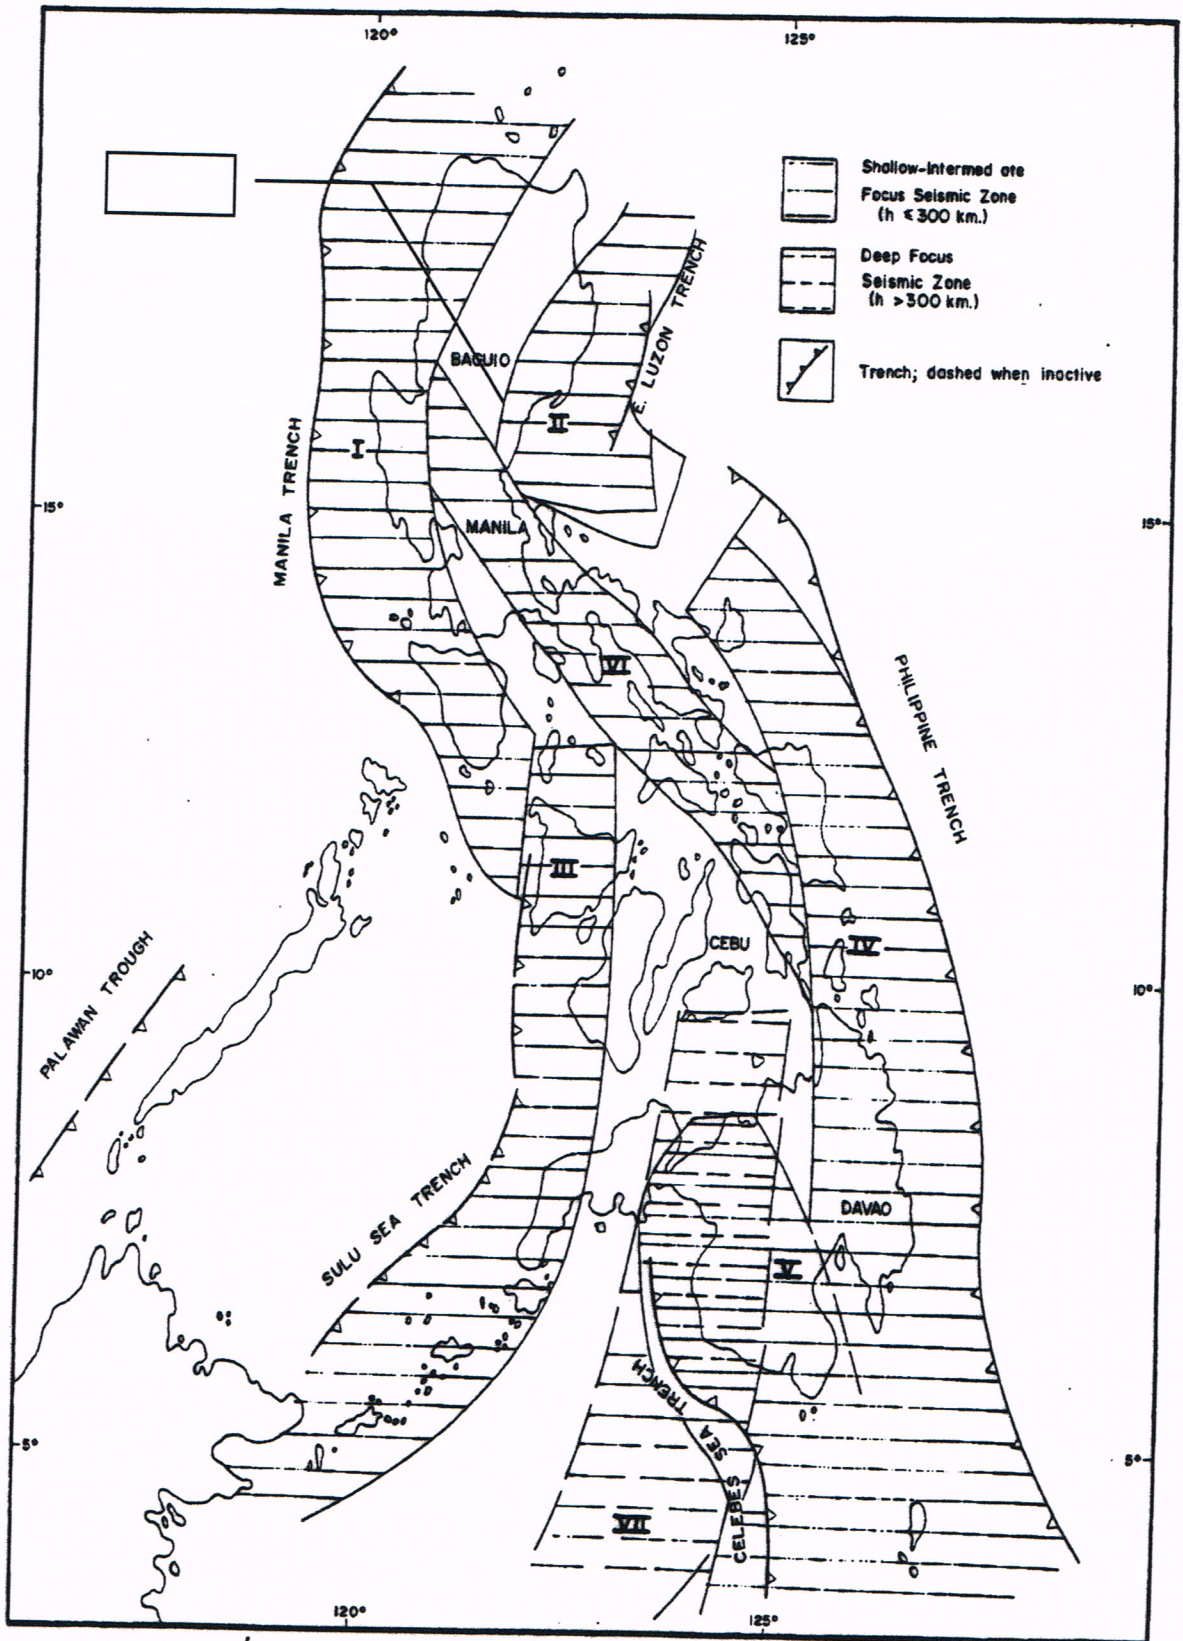 120°
125°
Shallow-Intermed ate
Focus Seismic Zone
(h ≤ 300 km.)
Deep Focus
Seismic Zone
(h > 300 km.)
Trench; dashed when inactive
E. LUZON TRENCH
BAGUIO
II
I
MANILA TRENCH
15°
MANILA
15°
VI
PHILIPPINE TRENCH
III
CEBU
IV
10°
10°
PALAWAN TROUGH
SULU SEA TRENCH
DAVAO
V
CELEBES SEA TRENCH
5°
5°
VII
120°
125°